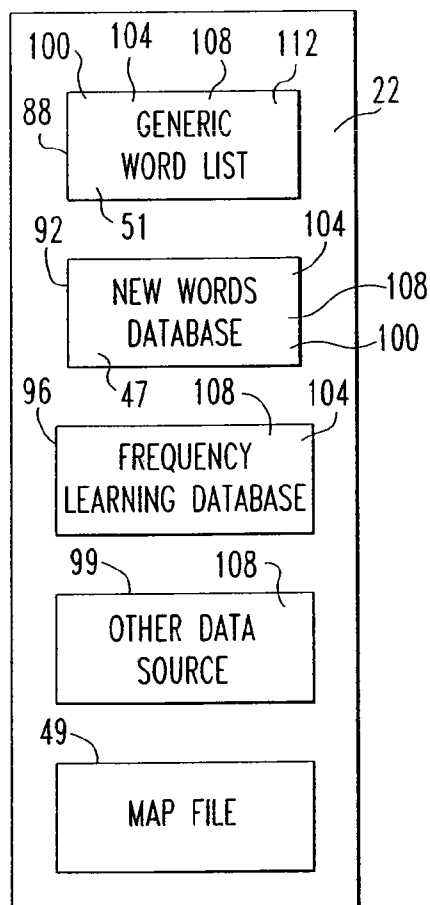 100 104 108 112
88 22
GENERIC
WORD LIST
51
92 104
NEW WORDS
DATABASE
108
100
47
96 108 104
FREQUENCY
LEARNING DATABASE
99 108
OTHER DATA
SOURCE
49
MAP FILE